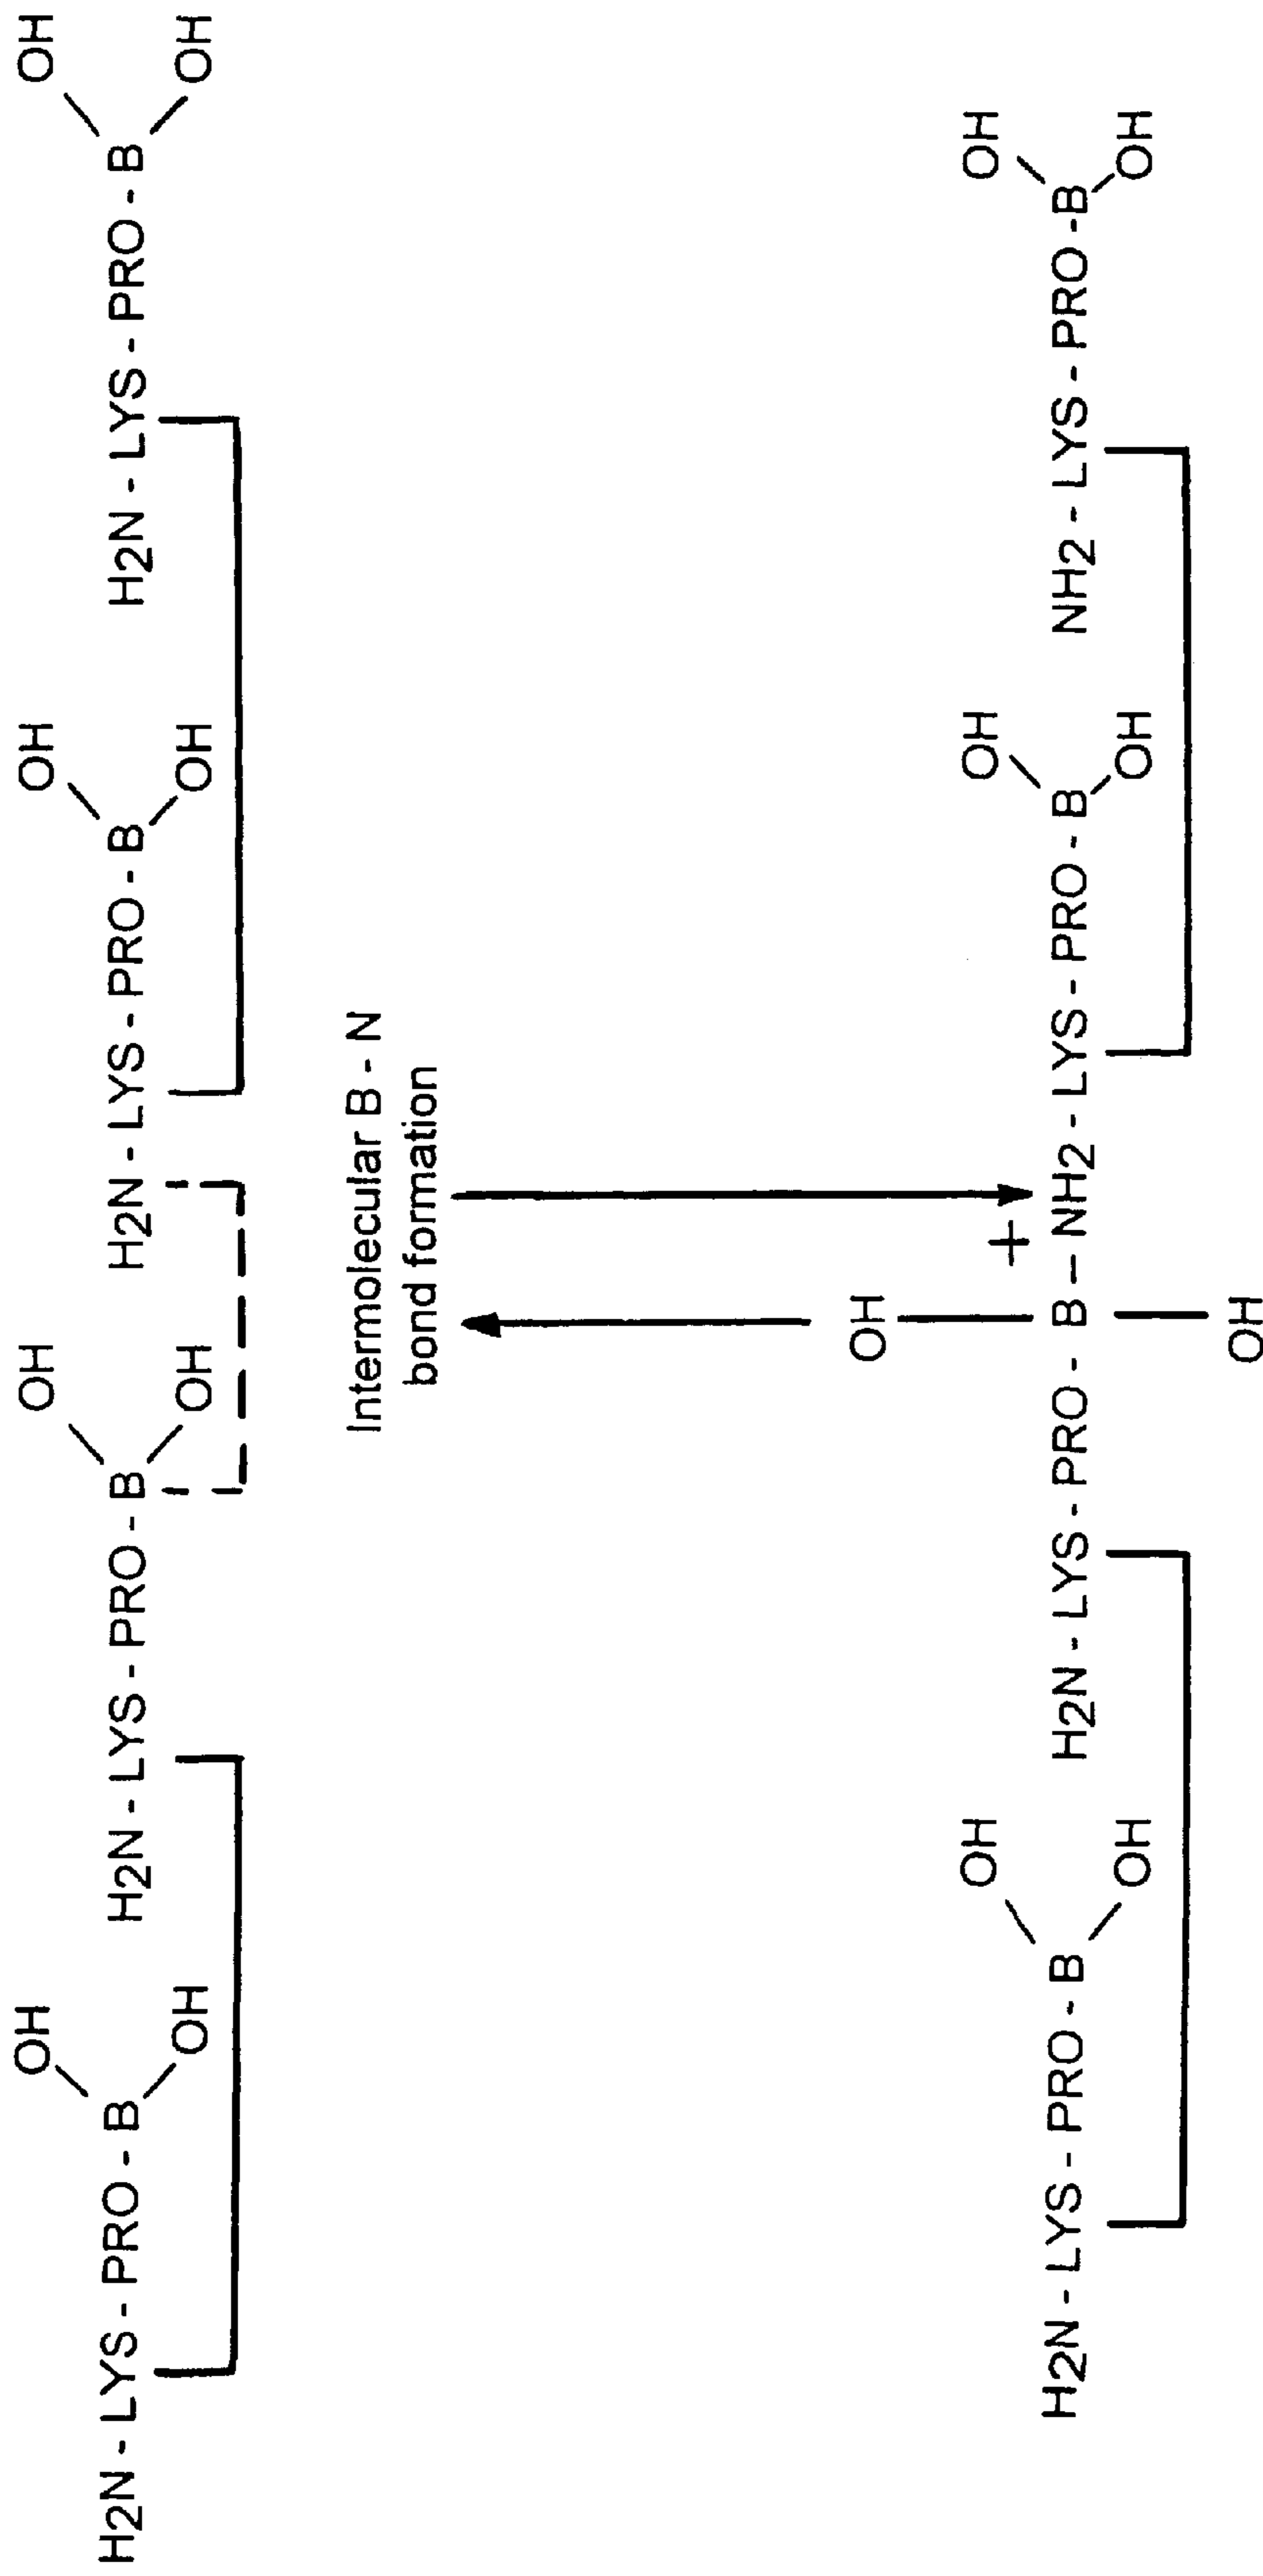 OH OH OH OH
H2N - LYS - PRO - B H2N - LYS - PRO - B H2N - LYS - PRO - B H2N - LYS - PRO - B
OH OH OH OH
Intermolecular B - N
bond formation
OH
+
OH OH OH
H2N - LYS - PRO - B H2N - LYS - PRO - B – NH2 - LYS - PRO - B NH2 - LYS - PRO - B
OH OH OH
OH